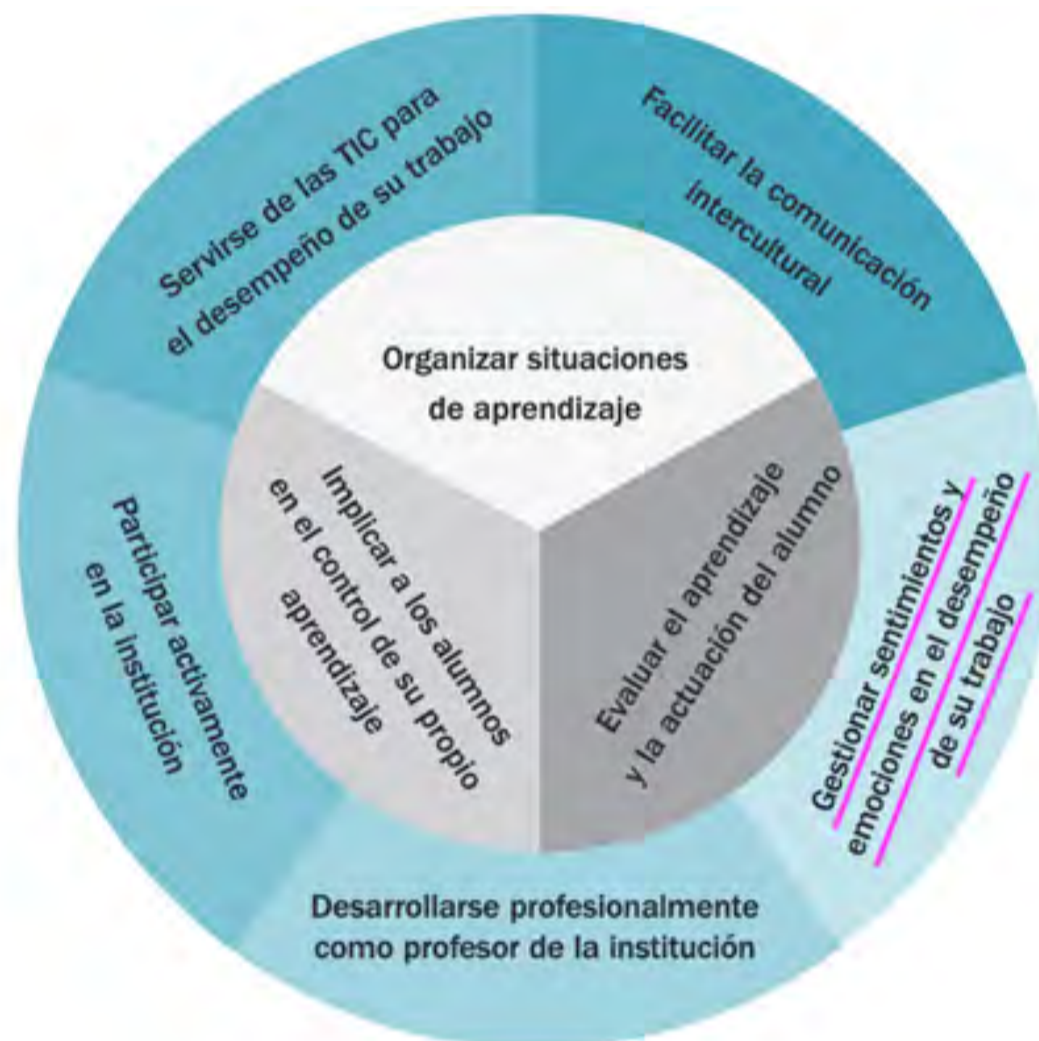 Servirse de las TIC para
el desempeño de su trabajo
Facilitar la comunicación
intercultural
Organizar situaciones
de aprendizaje
Implicar a los alumnos
en el control de su propio
aprendizaje
Evaluar el aprendizaje
y la actuación del alumno
Participar activamente
en la institución
Gestionar sentimientos y
emociones en el desempeño
de su trabajo
Desarrollarse profesionalmente
como profesor de la institución